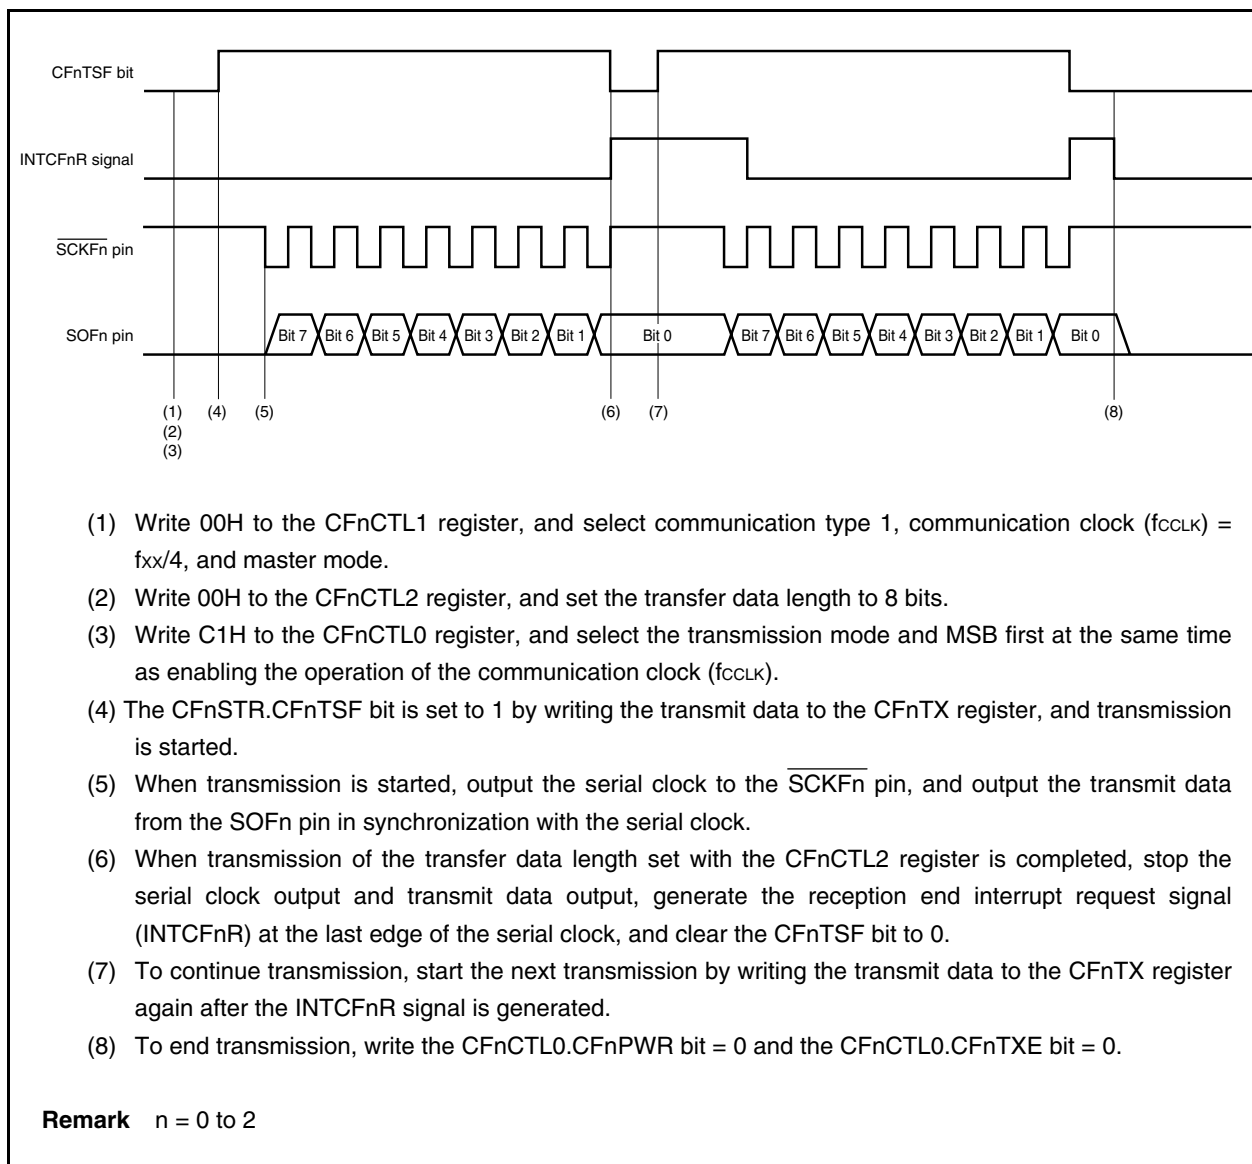 CFnTSF bit
INTCFnR signal
SCKFn pin
SOFn pin
Bit 7 Bit 6 Bit 5 Bit 4 Bit 3 Bit 2 Bit 1 Bit 0 Bit 7 Bit 6 Bit 5 Bit 4 Bit 3 Bit 2 Bit 1 Bit 0
(1) (4) (5) (6) (7) (8)
(2)
(3)
(1) Write 00H to the CFnCTL1 register, and select communication type 1, communication clock (fCCLK) =
fXX/4, and master mode.
(2) Write 00H to the CFnCTL2 register, and set the transfer data length to 8 bits.
(3) Write C1H to the CFnCTL0 register, and select the transmission mode and MSB first at the same time
as enabling the operation of the communication clock (fCCLK).
(4) The CFnSTR.CFnTSF bit is set to 1 by writing the transmit data to the CFnTX register, and transmission
is started.
(5) When transmission is started, output the serial clock to the SCKFn pin, and output the transmit data
from the SOFn pin in synchronization with the serial clock.
(6) When transmission of the transfer data length set with the CFnCTL2 register is completed, stop the
serial clock output and transmit data output, generate the reception end interrupt request signal
(INTCFnR) at the last edge of the serial clock, and clear the CFnTSF bit to 0.
(7) To continue transmission, start the next transmission by writing the transmit data to the CFnTX register
again after the INTCFnR signal is generated.
(8) To end transmission, write the CFnCTL0.CFnPWR bit = 0 and the CFnCTL0.CFnTXE bit = 0.
Remark n = 0 to 2